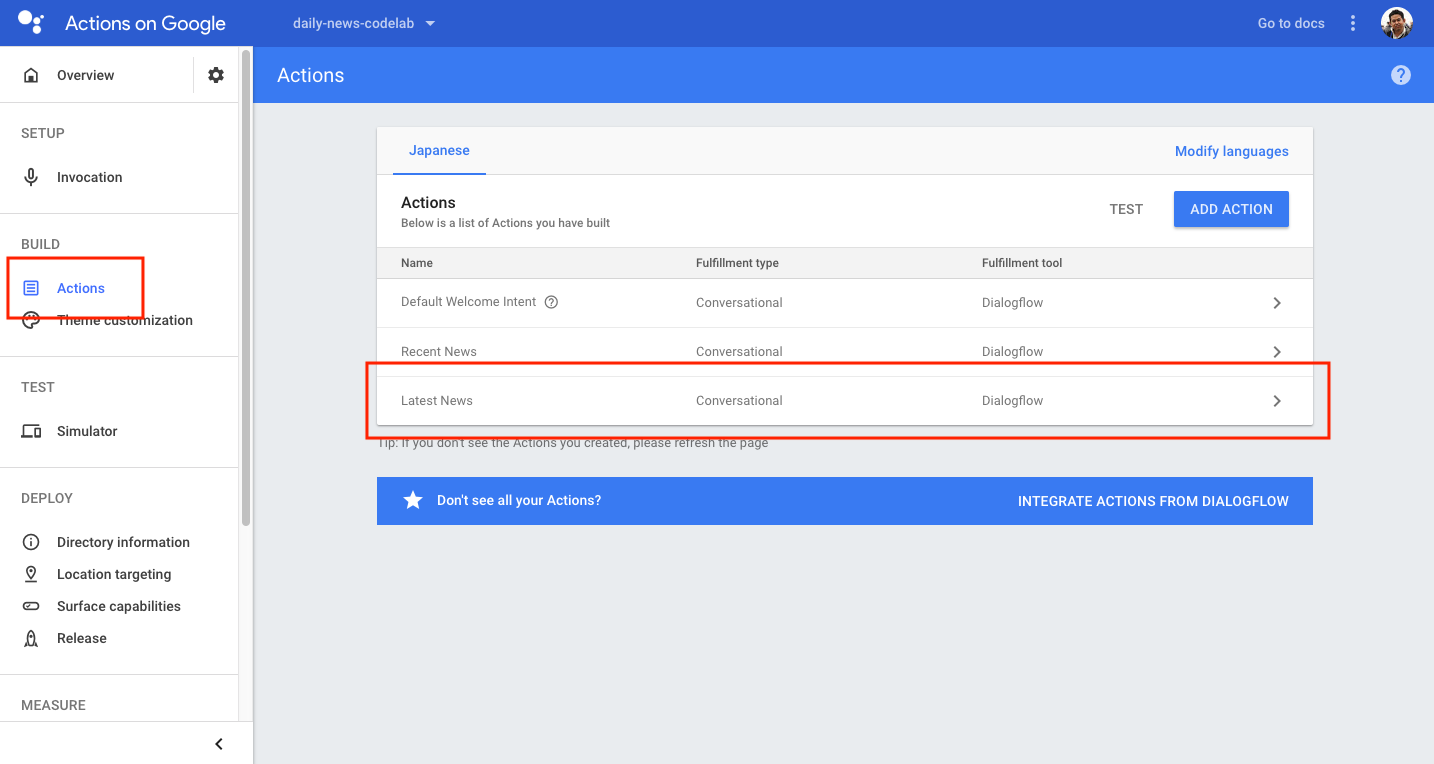 Actions on Google
daily-news-codelab
Go to docs
Overview
Actions
SETUP
Invocation
BUILD
Actions
Theme customization
TEST
Simulator
DEPLOY
Directory information
Location targeting
Surface capabilities
Release
MEASURE
Japanese
Modify languages
Actions
Below is a list of Actions you have built
TEST
ADD ACTION
Name Fulfillment type Fulfillment tool
Default Welcome Intent Conversational Dialogflow
Recent News Conversational Dialogflow
Latest News Conversational Dialogflow
Tip: If you don't see the Actions you created, please refresh the page
Don't see all your Actions?
INTEGRATE ACTIONS FROM DIALOGFLOW